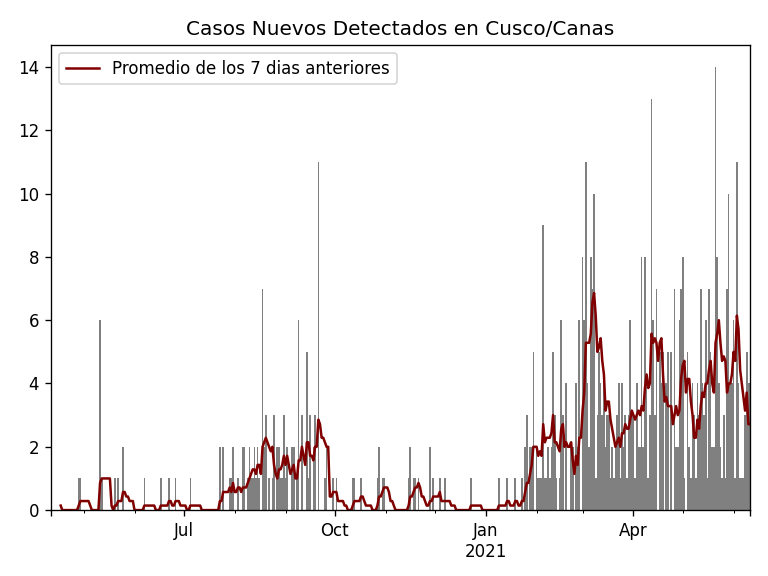 Casos Nuevos Detectados en Cusco/Canas
Promedio de los 7 dias anteriores
14
12
10
8
6
4
2
0
Jul
Oct
Jan
2021
Apr